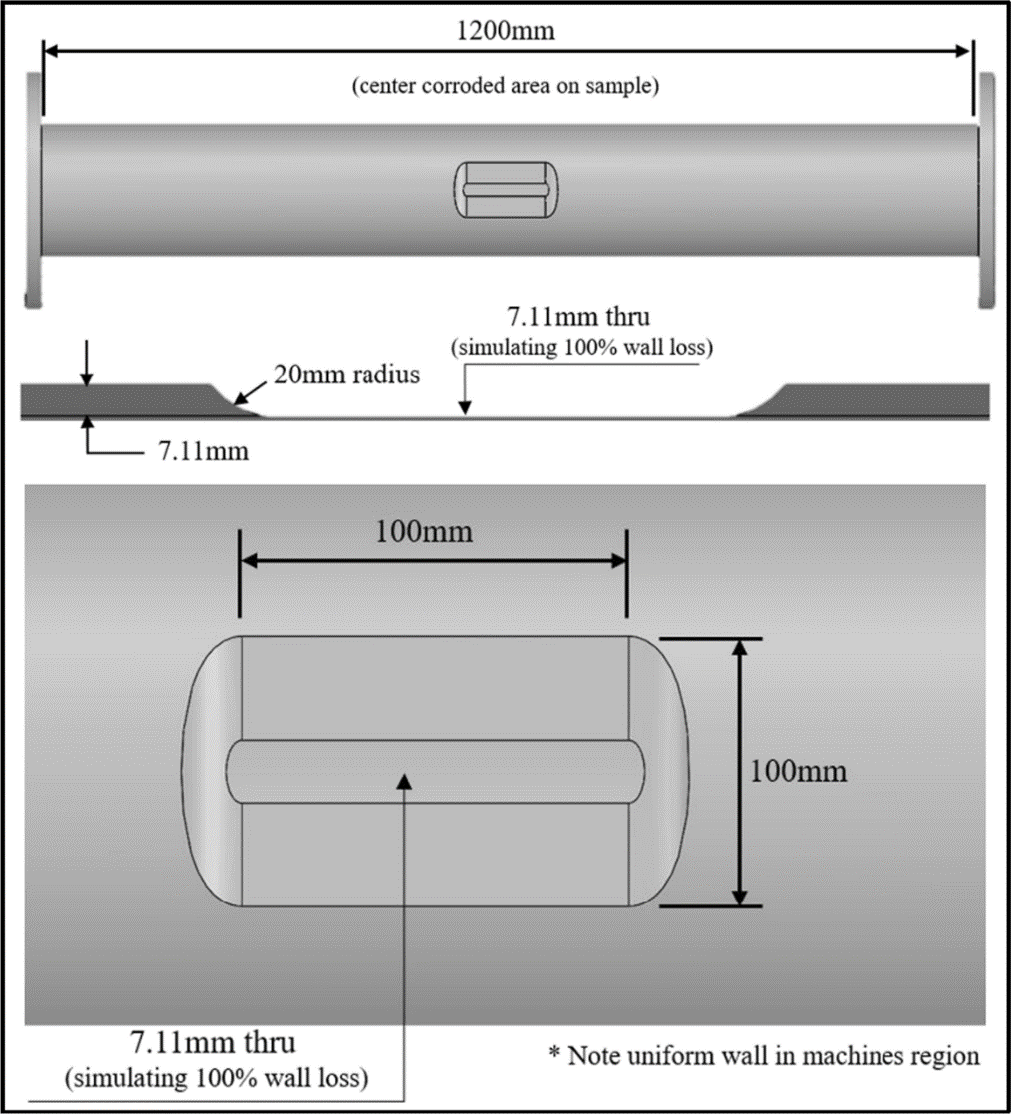 1200mm
(center corroded area on sample)
7.11mm thru
(simulating 100% wall loss)
20mm radius
7.11mm
100mm
100mm
7.11mm thru
(simulating 100% wall loss)
* Note uniform wall in machines region